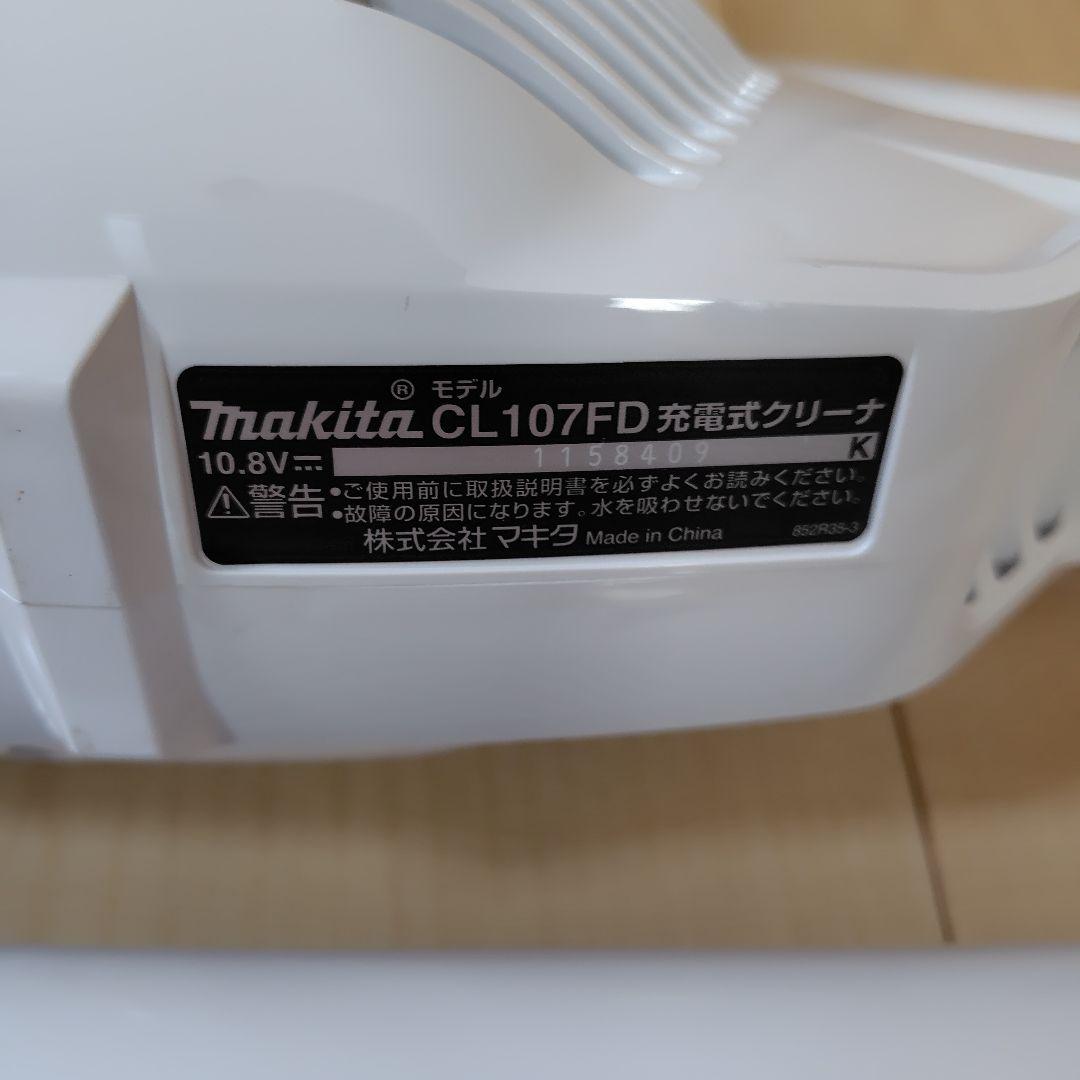 makita® モデル CL107FD 充電式クリーナ
10.8V⎓ 1158409 K
⚠警告 •ご使用前に取扱説明書を必ずよくお読みください。
•故障の原因になります。水を吸わせないでください。
株式会社 マキタ Made in China 852R35-3